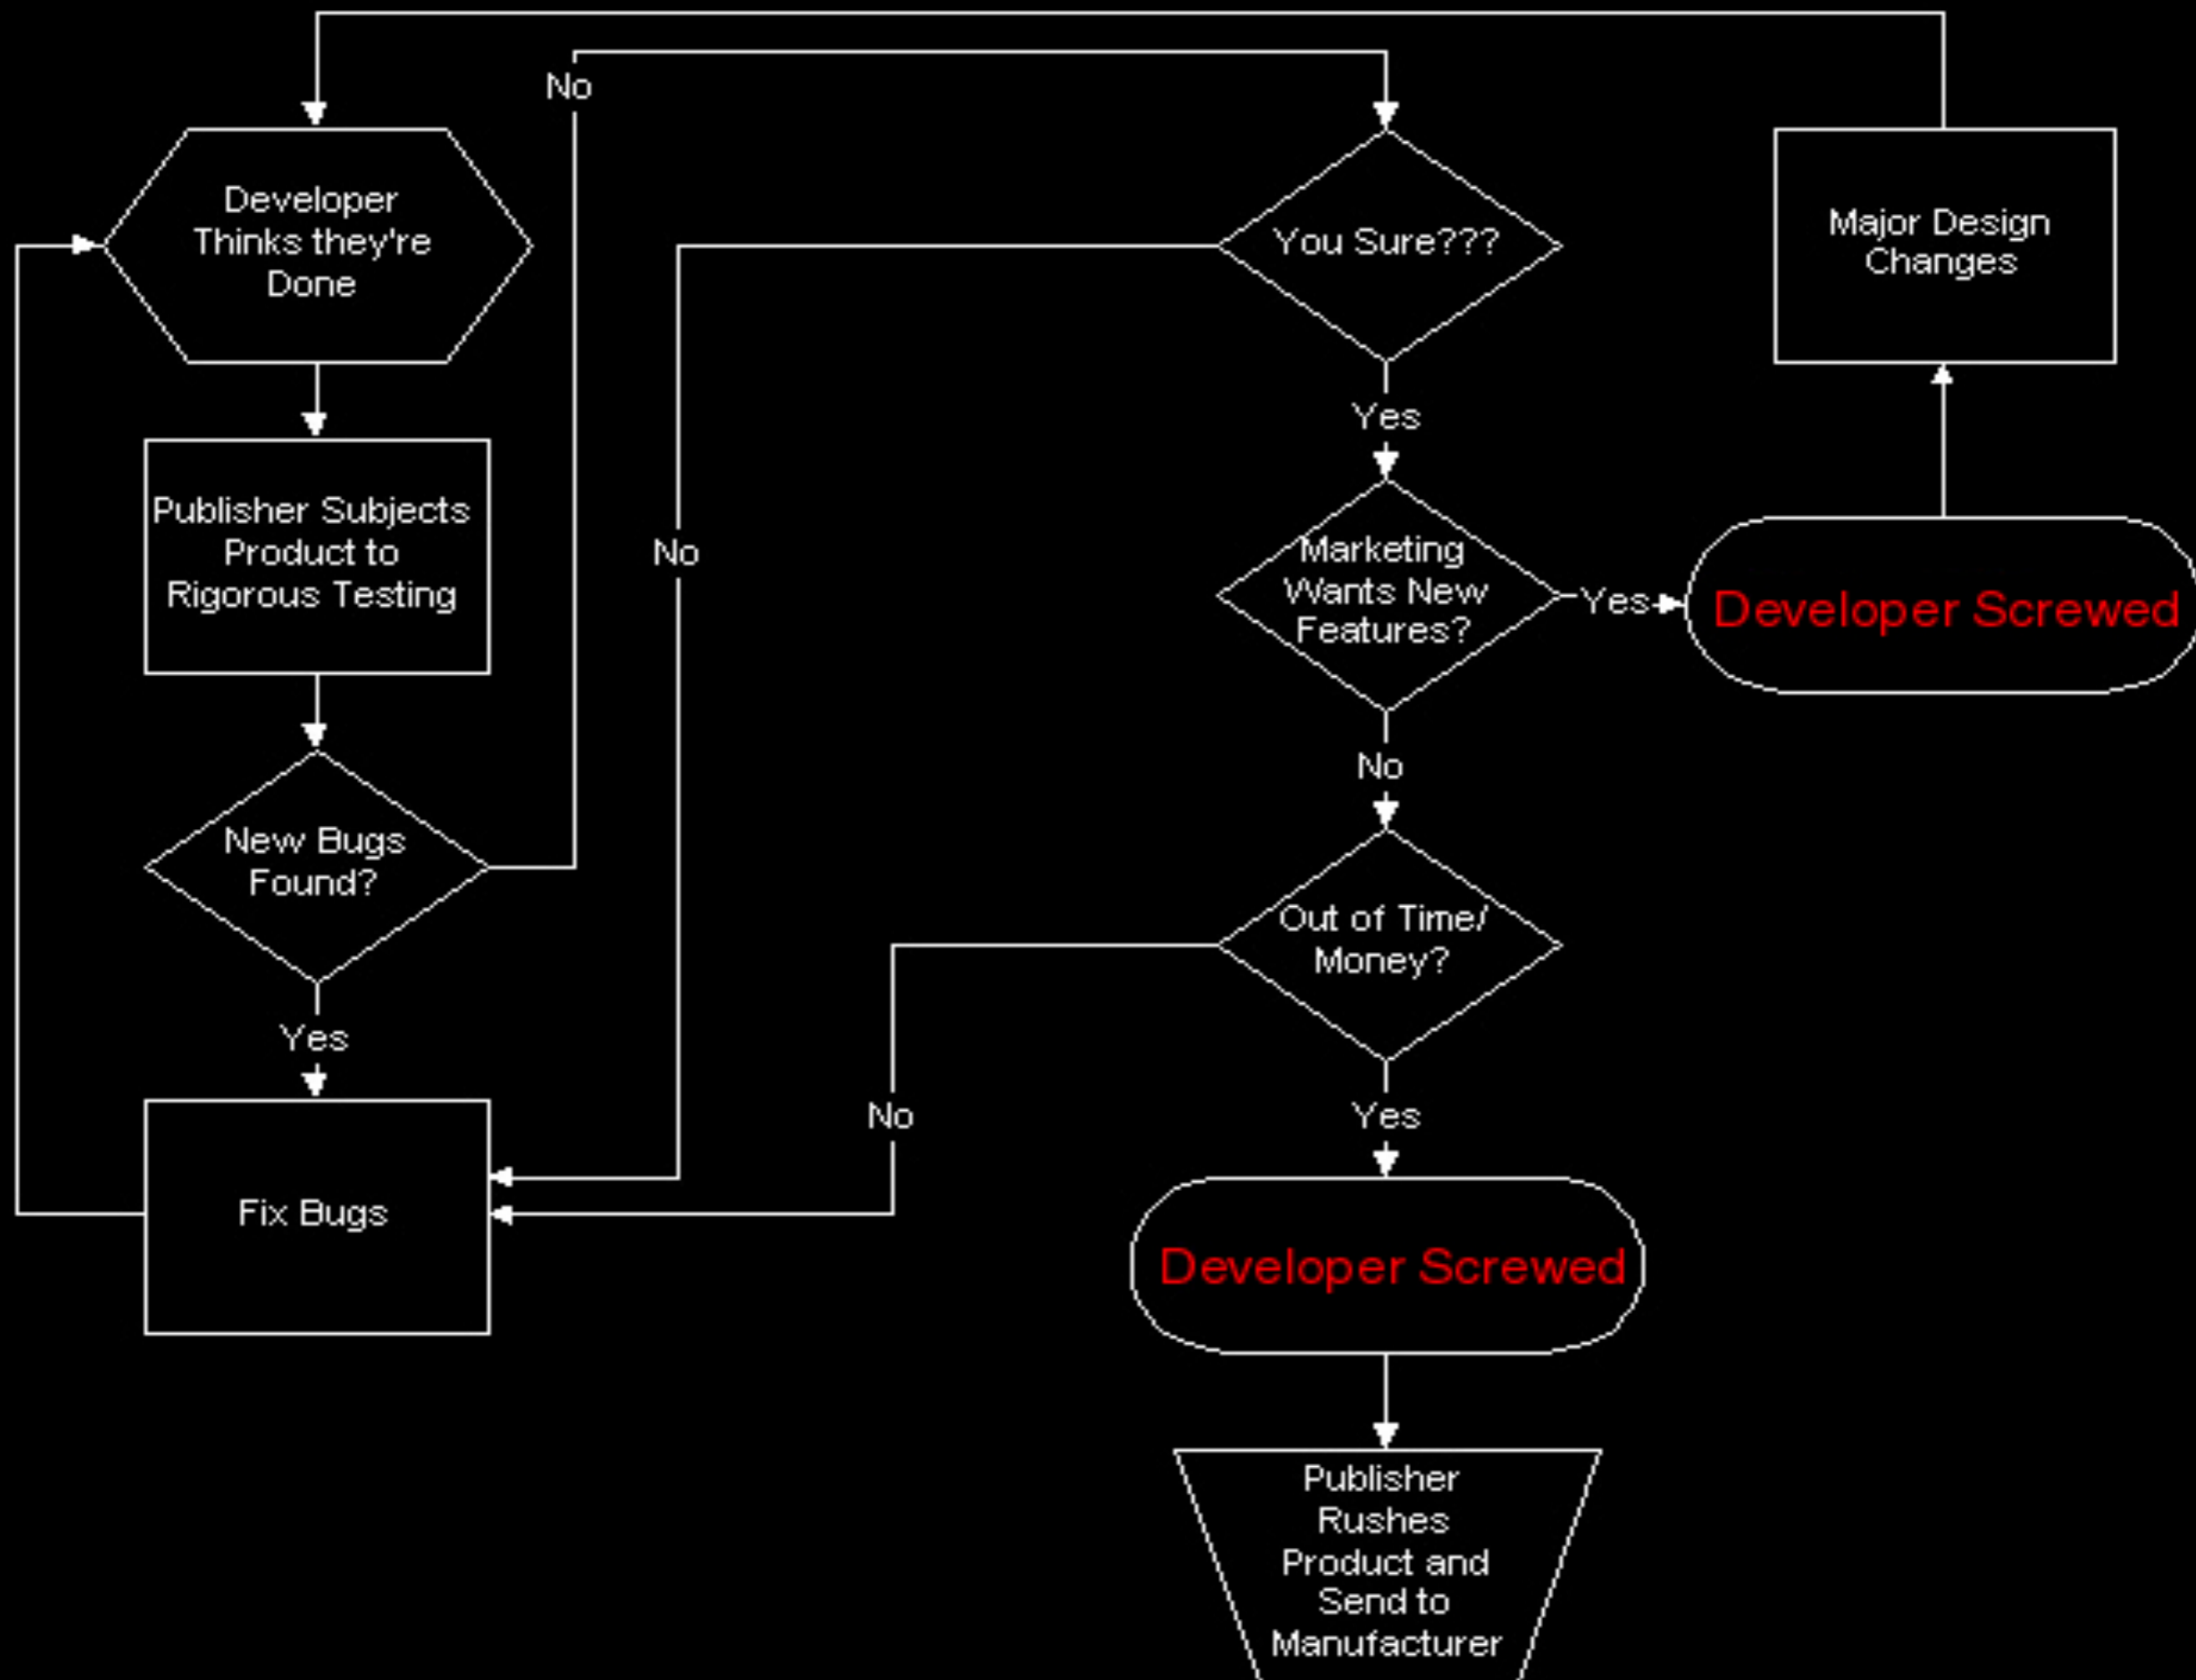 No
Developer
Thinks they're
Done
You Sure???
Major Design
Changes
Yes
Publisher Subjects
Product to
Rigorous Testing
No
Marketing
Wants New
Features?
Yes
Developer Screwed
No
New Bugs
Found?
Out of Time/
Money?
Yes
No
Yes
Fix Bugs
Developer Screwed
Publisher
Rushes
Product and
Send to
Manufacturer